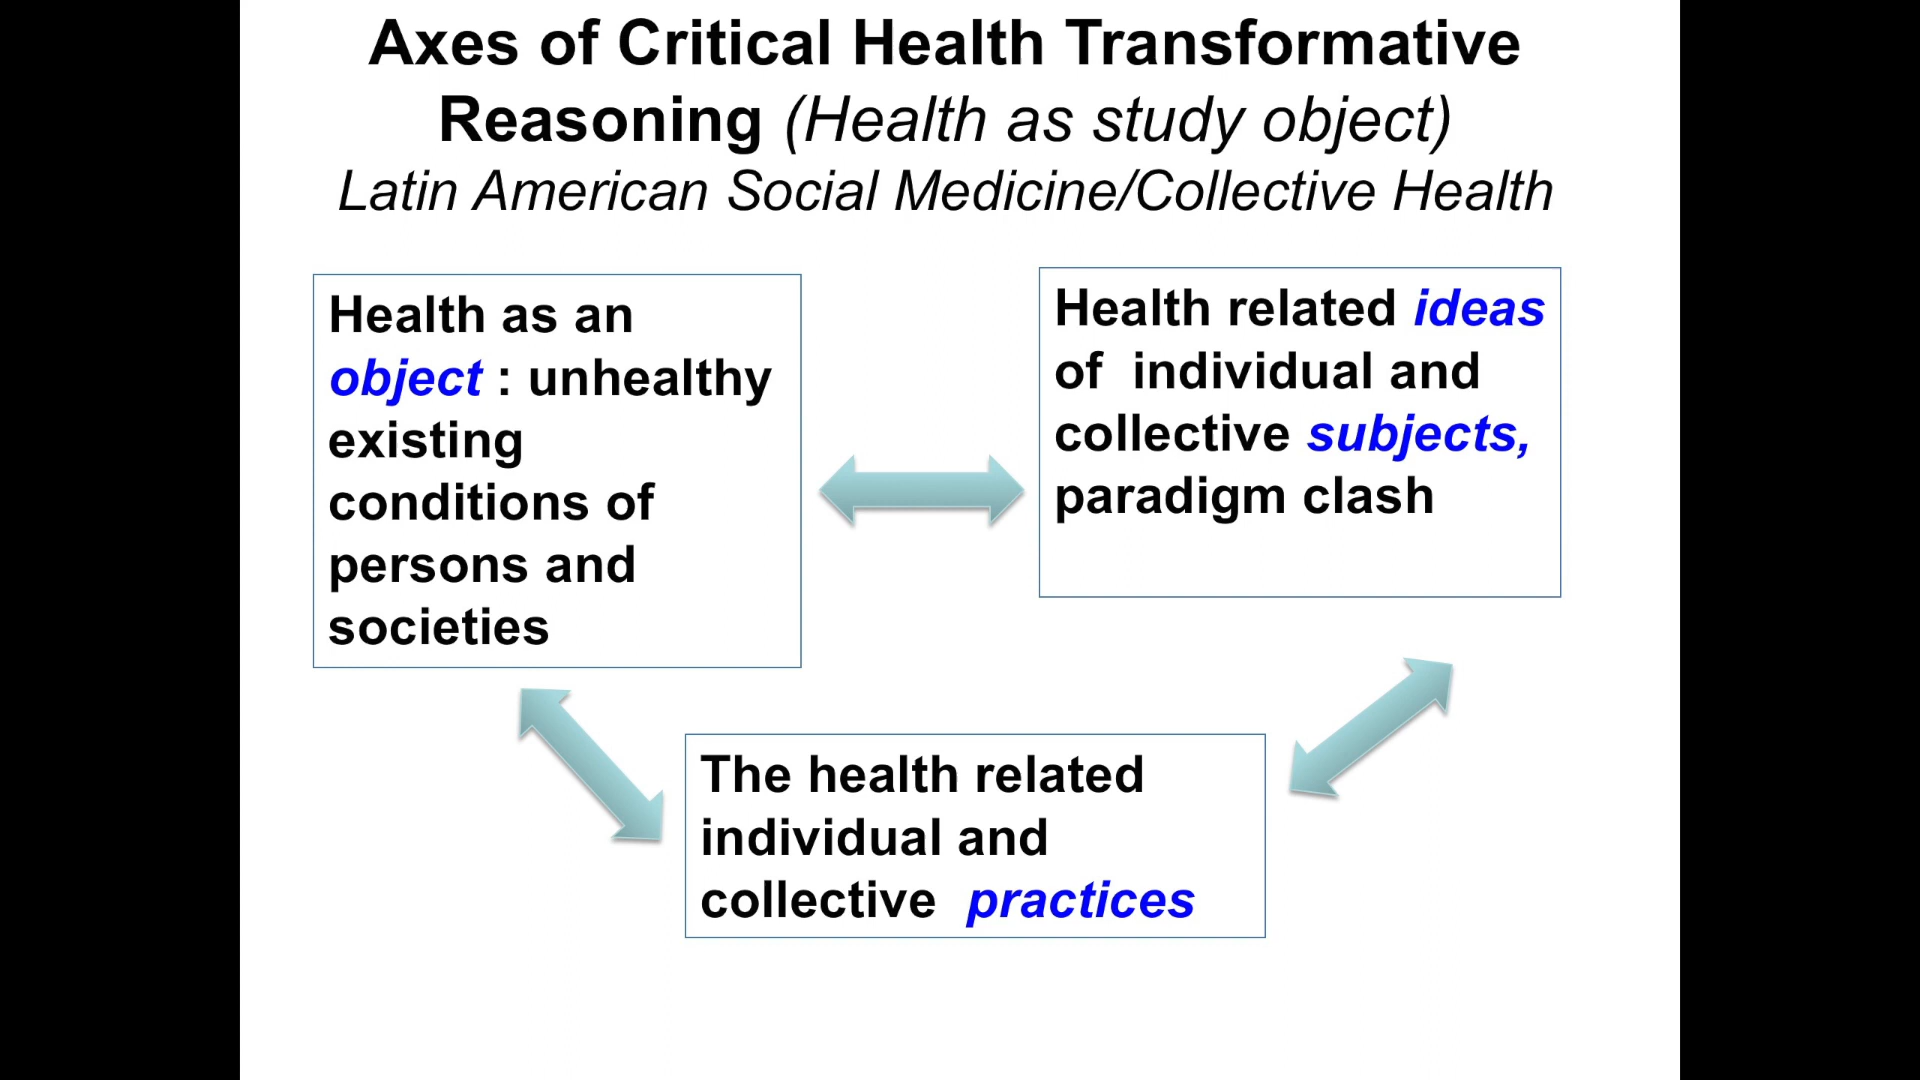 Axes of Critical Health Transformative
Reasoning (Health as study object)
Latin American Social Medicine/Collective Health
Health as an
object : unhealthy
existing
conditions of
persons and
societies
Health related ideas
of individual and
collective subjects,
paradigm clash
The health related
individual and
collective practices